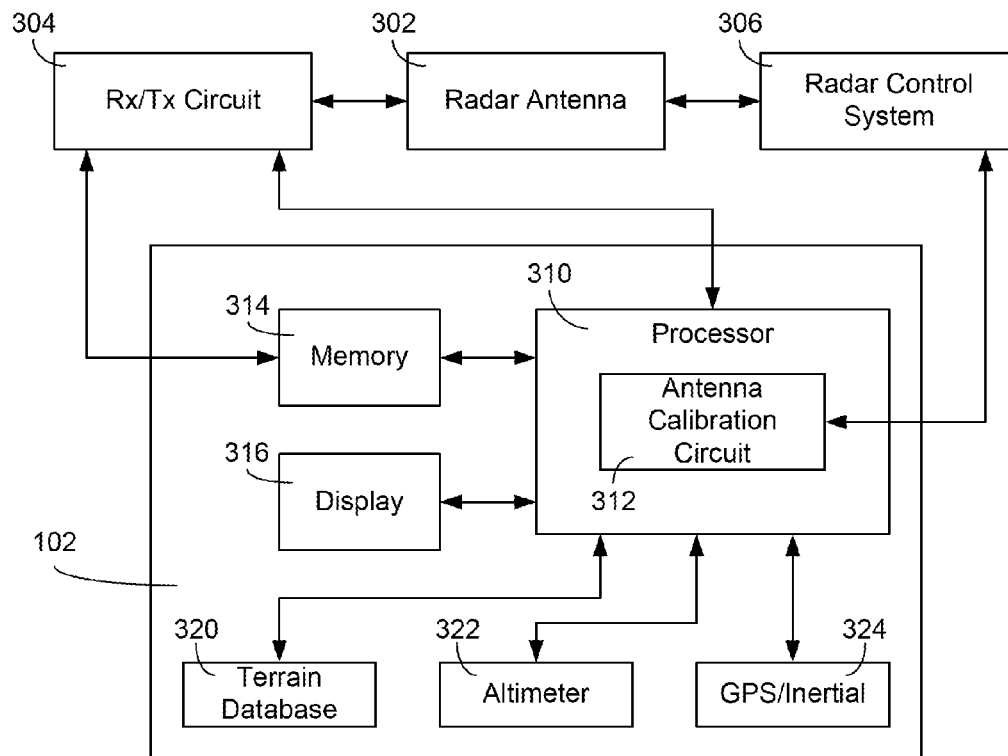 304
302
306
Rx/Tx Circuit
Radar Antenna
Radar Control
System
310
314
Processor
Memory
Antenna
Calibration
Circuit
316
312
Display
102
320
322
324
Terrain
Database
Altimeter
GPS/Inertial